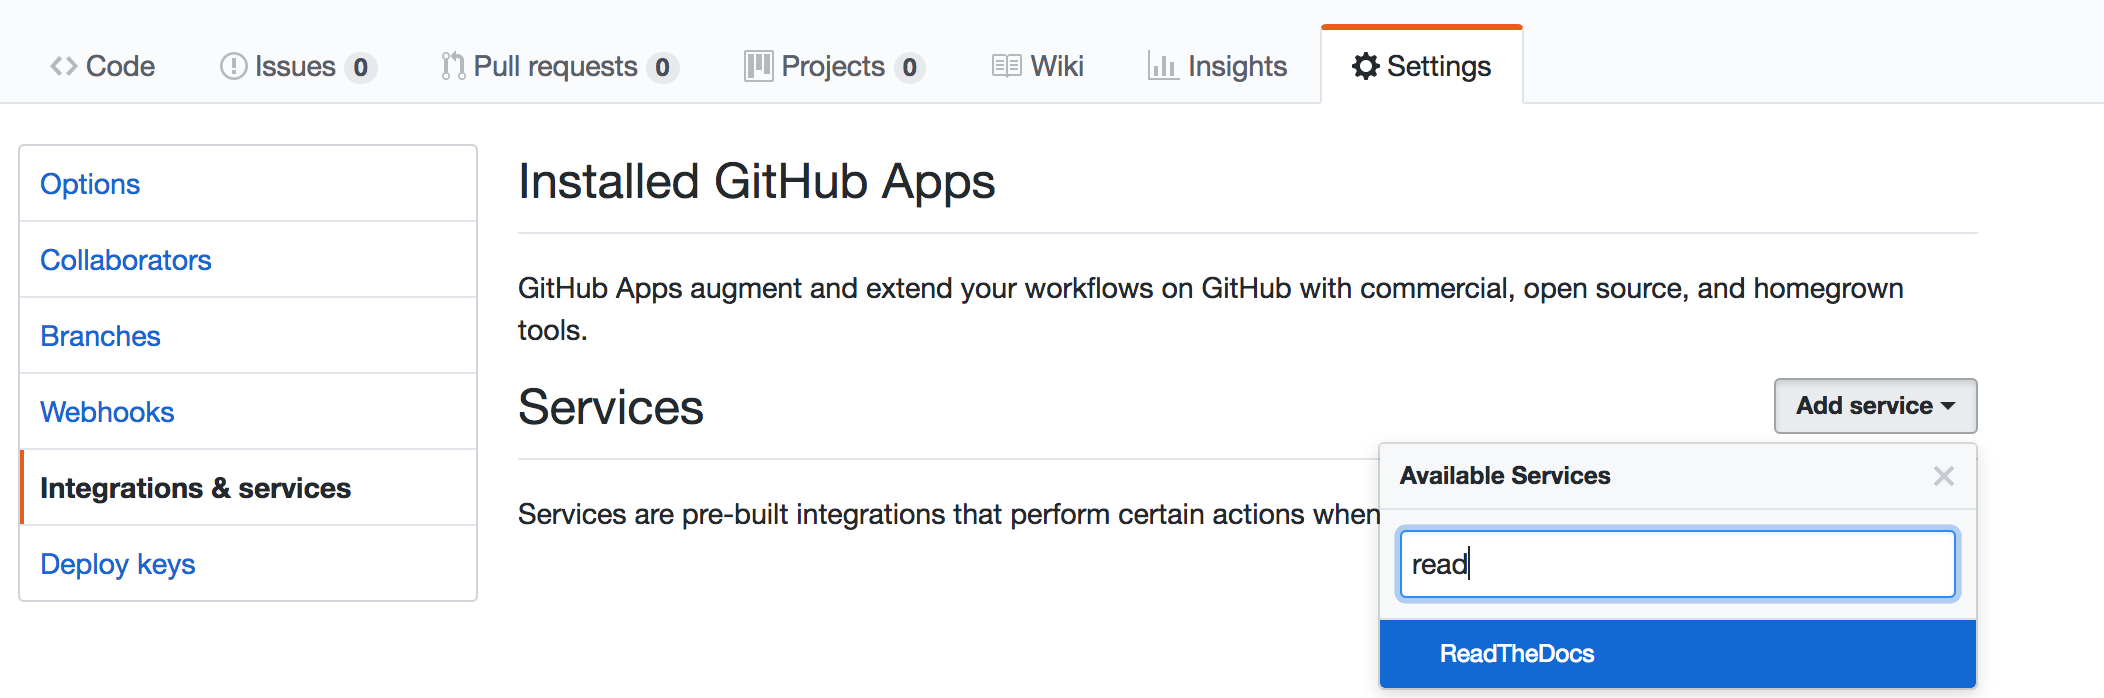 Code Issues 0 Pull requests 0 Projects 0 Wiki Insights Settings
Options
Collaborators
Branches
Webhooks
Integrations & services
Deploy keys
Installed GitHub Apps
GitHub Apps augment and extend your workflows on GitHub with commercial, open source, and homegrown
tools.
Services
Add service
Services are pre-built integrations that perform certain actions when
Available Services
read
ReadTheDocs